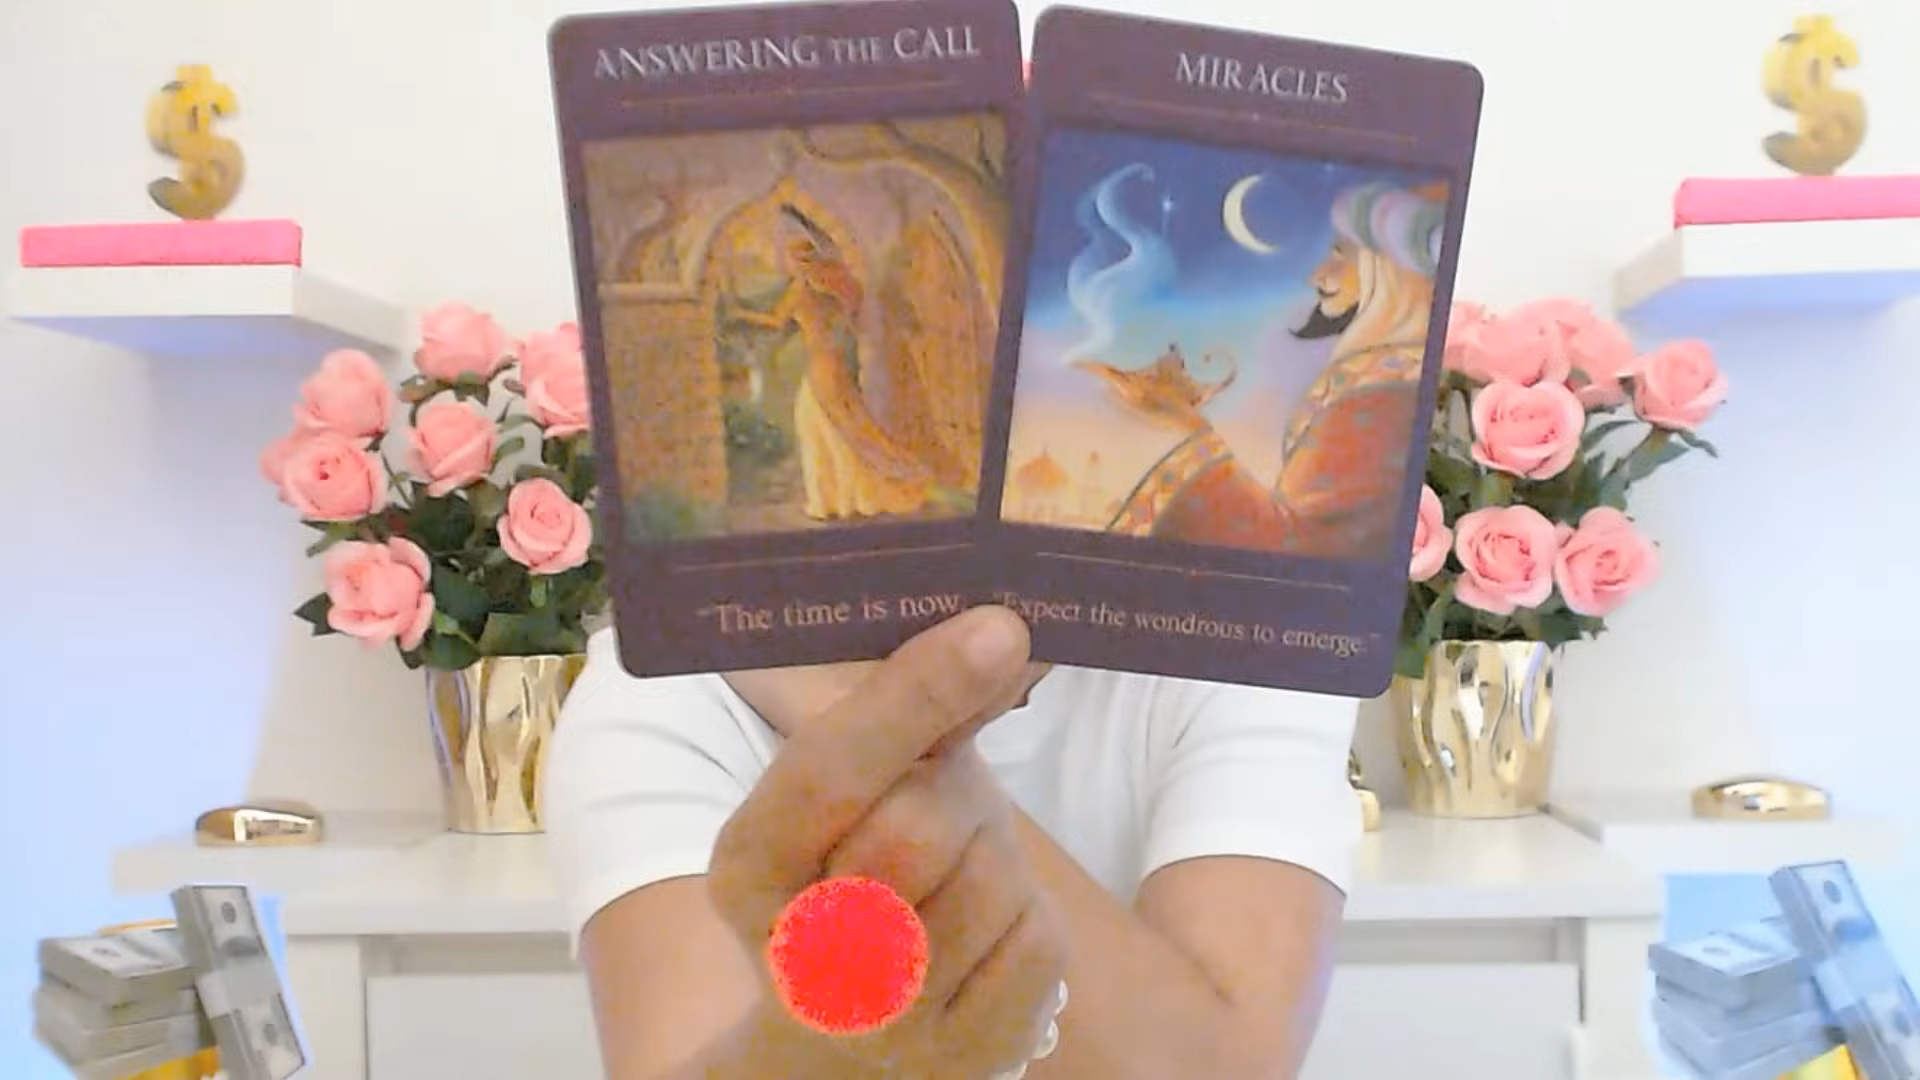 ANSWERING THE CALL
"The time is now.
MIRACLES
"Expect the wondrous to emerge."